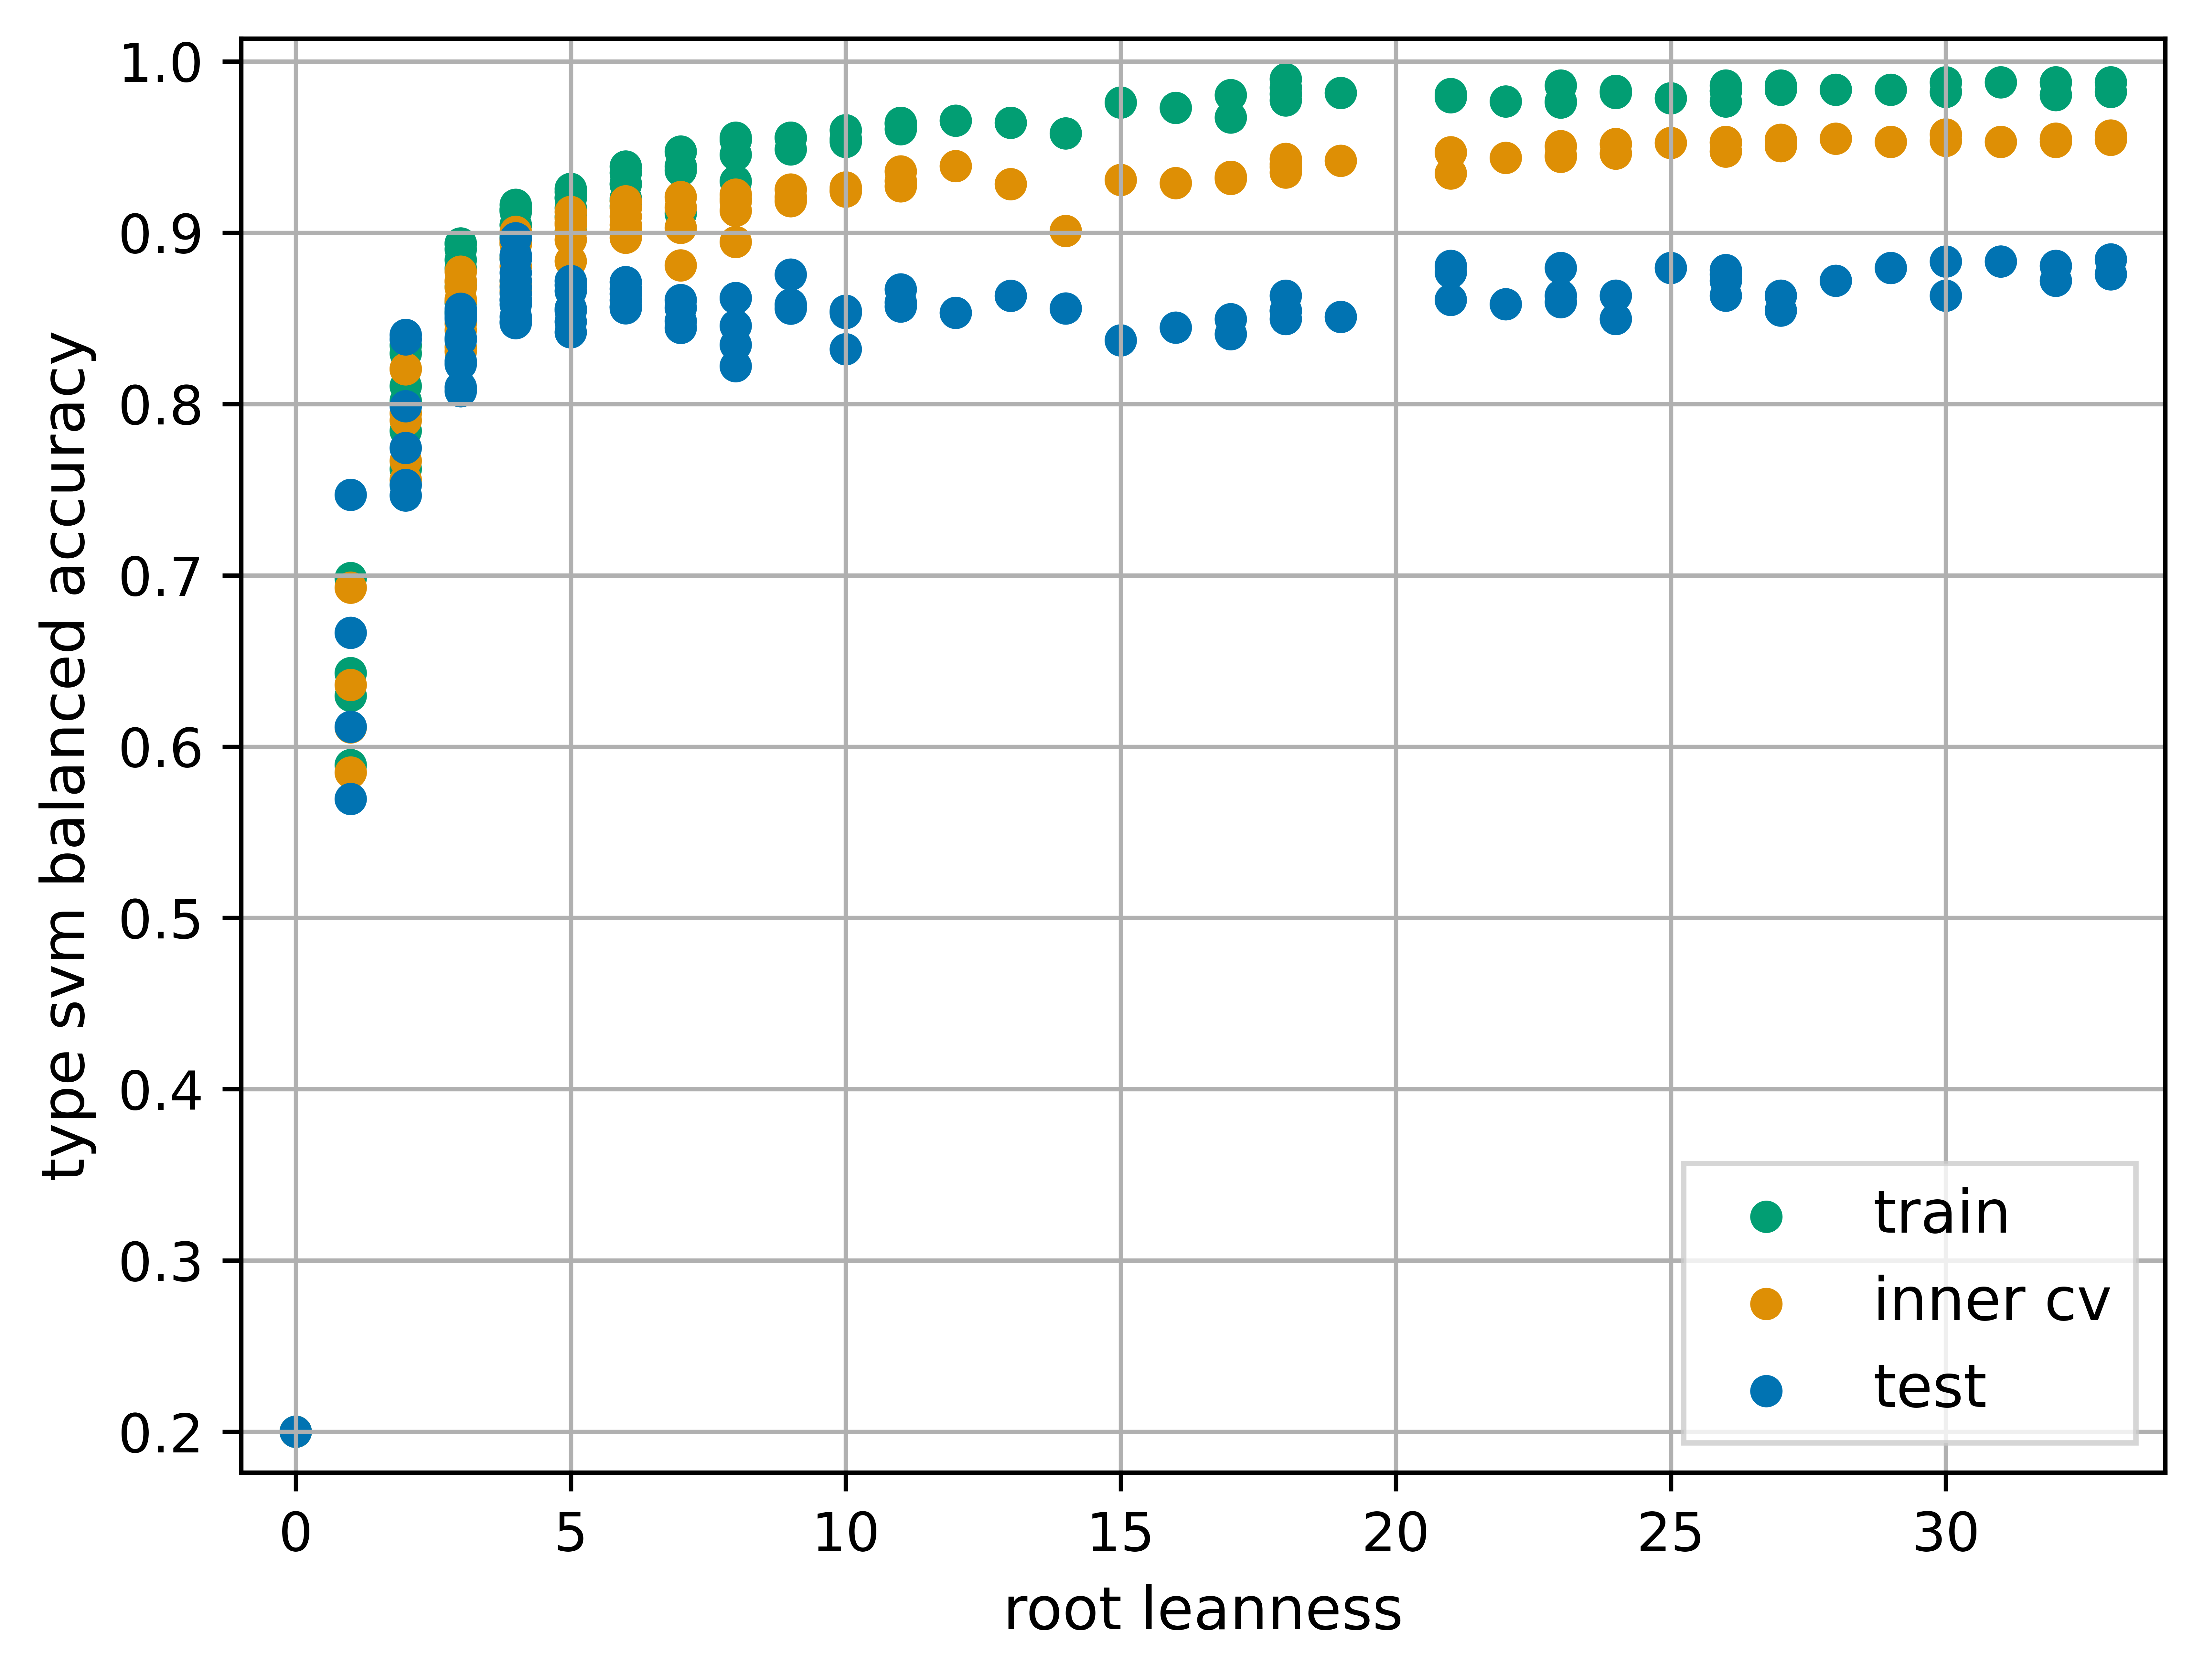 1.0
0.9
0.8
0.7
0.6
0.5
0.4
0.3
0.2
type svm balanced accuracy
train
inner cv
test
0 5 10 15 20 25 30
root leanness